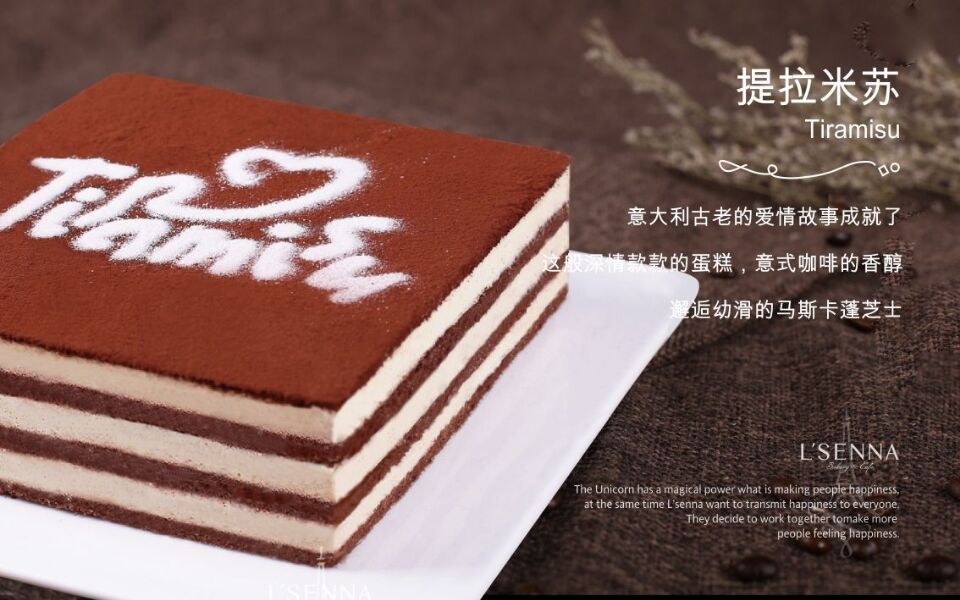 Tiramisu
提拉米苏
Tiramisu
意大利古老的爱情故事成就了
这般深情款款的蛋糕，意式咖啡的香醇
邂逅幼滑的马斯卡蓬芝士
L'SENNA
Bakery Cafe
The Unicorn has a magical power what is making people happiness,
at the same time L'senna want to transmit happiness to everyone.
They decide to work together tomake more
people feeling happiness.
L'SENNA